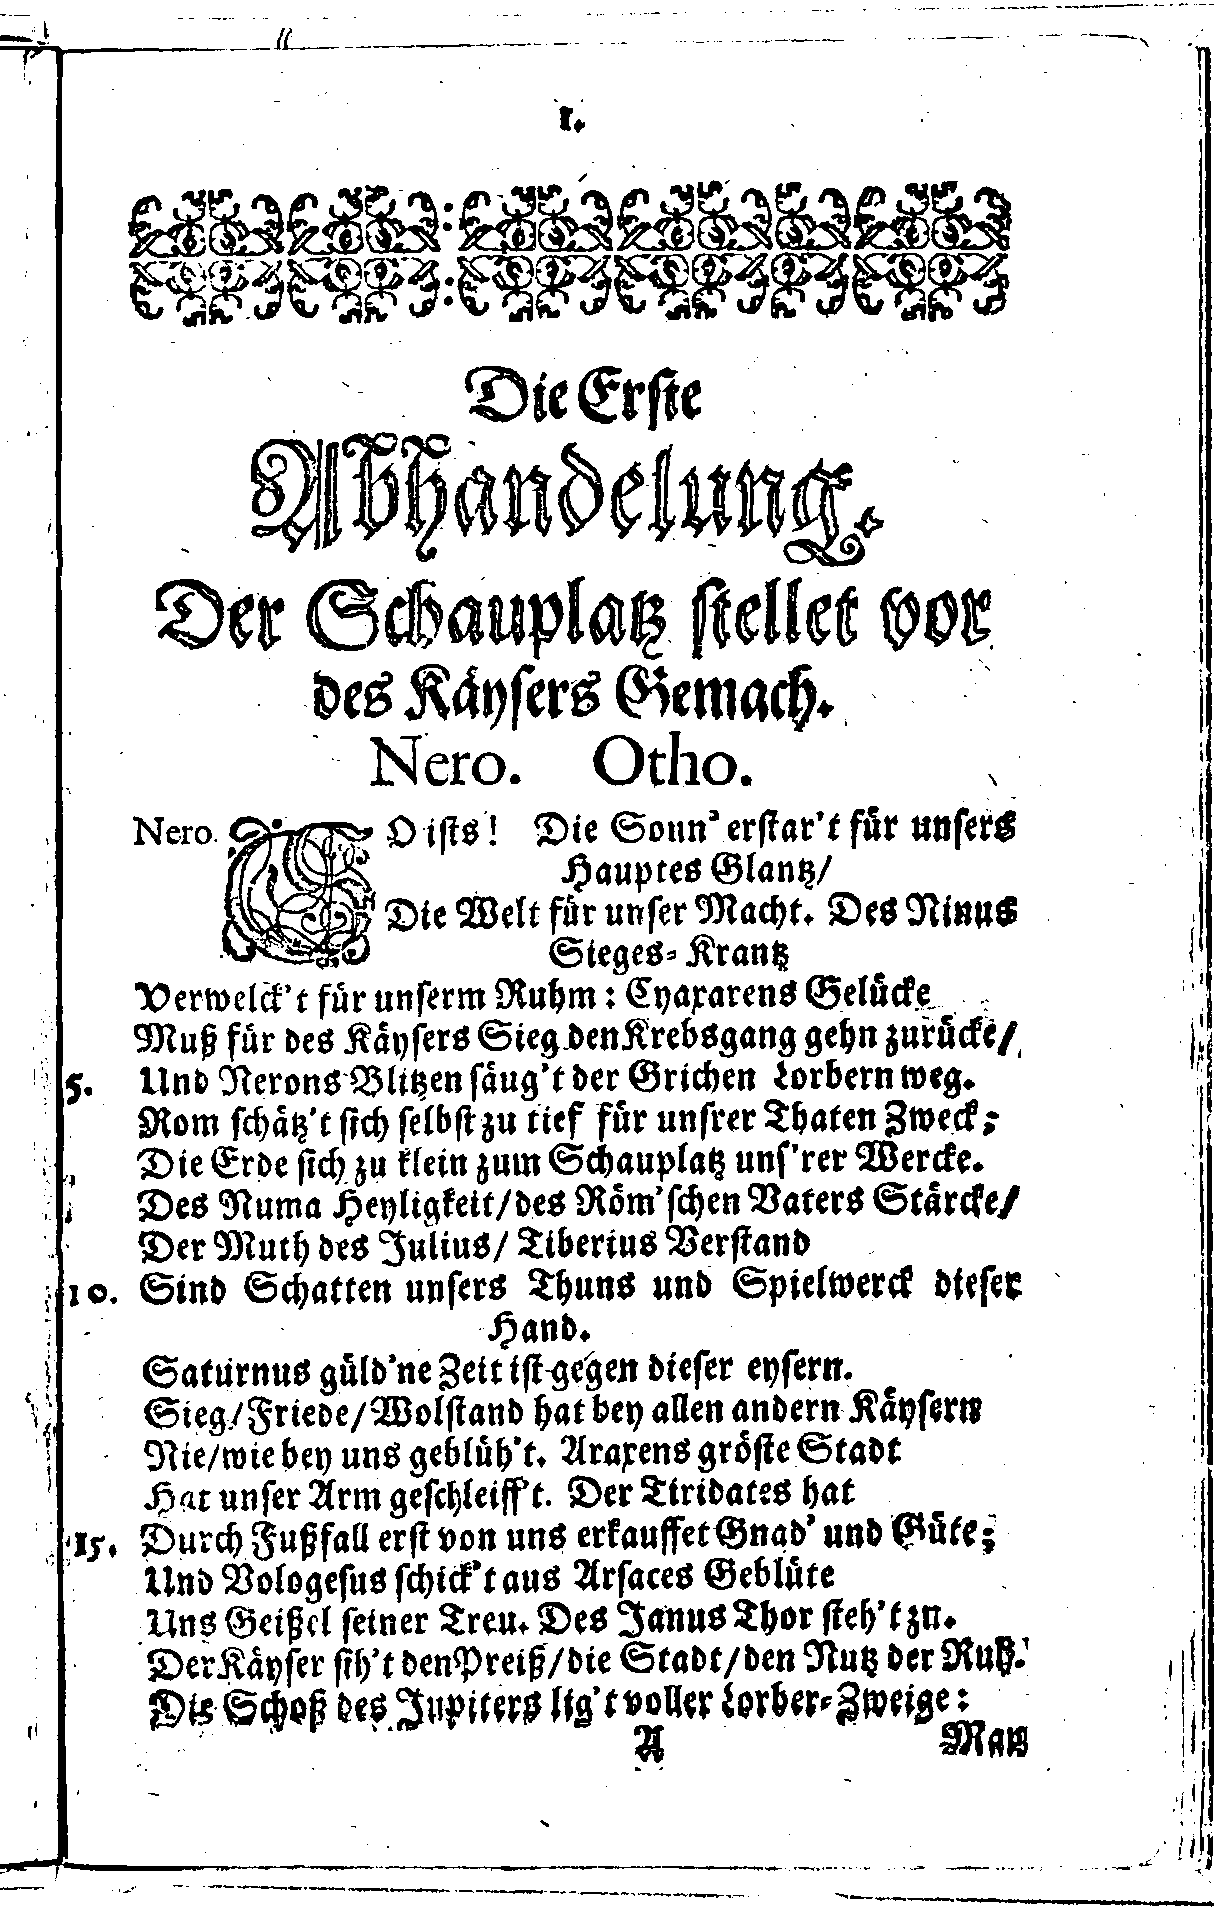 1.
Die Erste
Abhandelung.
Der Schauplatz stellet vor
des Käysers Gemach.
Nero. Otho.
Nero. SO ists! Die Sonn' erstar't für unsers
Hauptes Glantz/
Die Welt für unser Macht. Des Ninus
Sieges-Krantz
Verwelck't für unserm Ruhm: Cyaxarens Gelücke
Muß für des Käysers Sieg den Krebsgang gehn zurücke/
5. Und Nerons Blitzen säug't der Grichen Lorbern weg.
Rom schätz't sich selbst zu tief für unsrer Thaten Zweck;
Die Erde sich zu klein zum Schauplatz uns'rer Wercke.
Des Numa Heyligkeit/des Röm'schen Vaters Stärcke/
Der Muth des Julius/ Tiberius Verstand
10. Sind Schatten unsers Thuns und Spielwerck dieser
Hand.
Saturnus güld'ne Zeit ist gegen dieser eysern.
Sieg/Friede/Wolstand hat bey allen andern Käysern
Nie/wie bey uns geblüh't. Araxens gröste Stadt
Hat unser Arm geschleifft. Der Tiridates hat
15. Durch Fußfall erst von uns erkauffet Gnad' und Güte;
Und Vologesus schick't aus Arsaces Geblüte
Uns Geißel seiner Treu. Des Janus Thor steh't zu.
Der Käyser sih't den Preiß/die Stadt/den Nutz der Ruh.
Die Schoß des Jupiters lig't voller Lorber-Zweige:
A Man